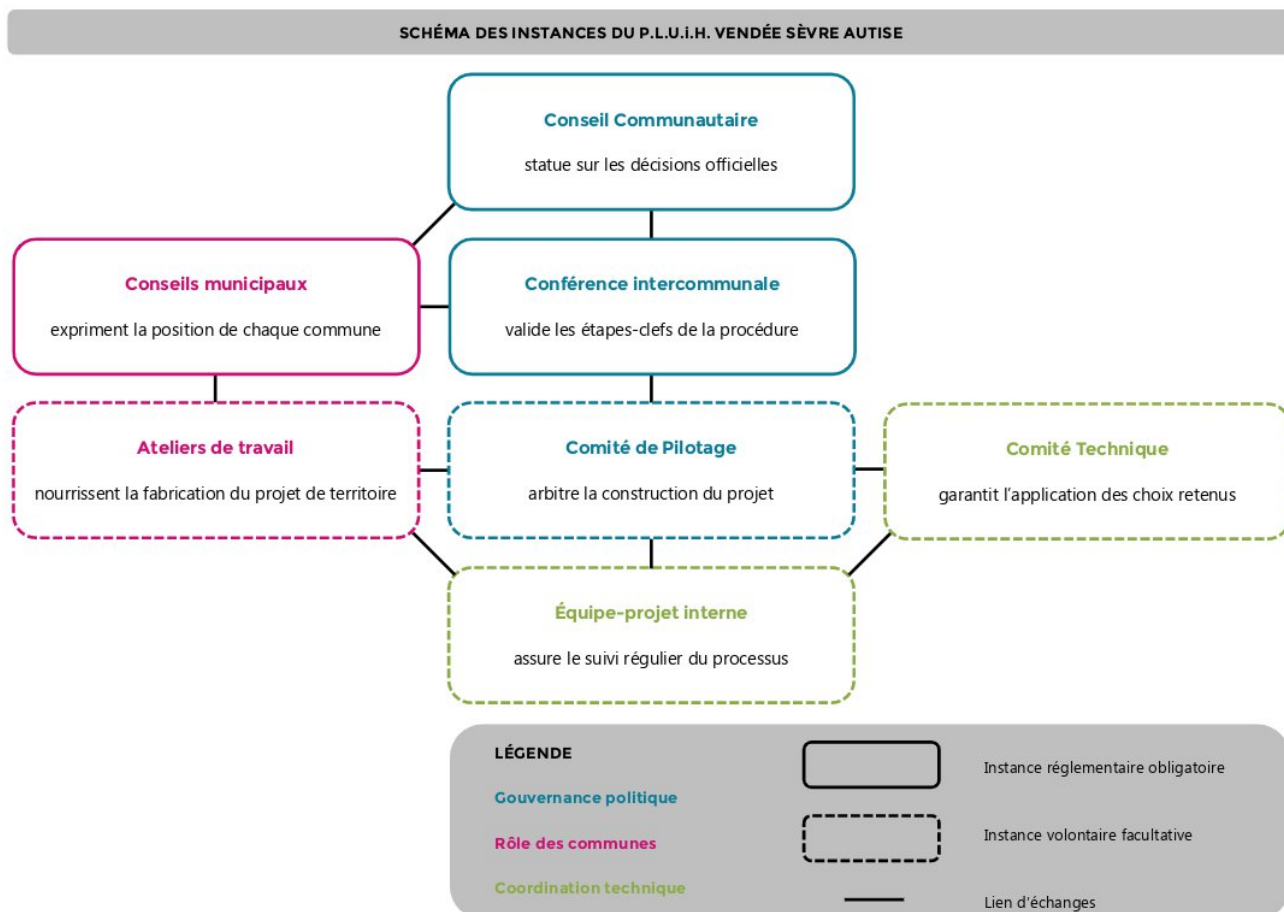 SCHÉMA DES INSTANCES DU P.L.U.i.H. VENDÉE SÈVRE AUTISE
Conseil Communautaire
statue sur les décisions officielles
Conseils municipaux
expriment la position de chaque commune
Conférence intercommunale
valide les étapes-clefs de la procédure
Ateliers de travail
nourrissent la fabrication du projet de territoire
Comité de Pilotage
arbitre la construction du projet
Comité Technique
garantit l'application des choix retenus
Équipe-projet interne
assure le suivi régulier du processus
LÉGENDE
Gouvernance politique
Rôle des communes
Coordination technique
Instance réglementaire obligatoire
Instance volontaire facultative
Lien d'échanges